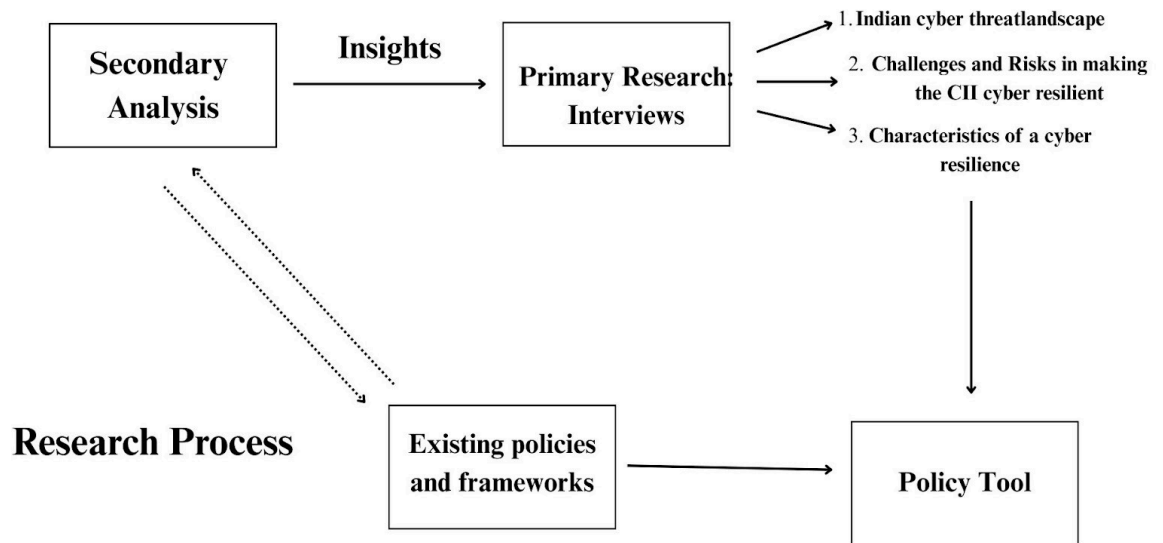 Secondary
Analysis
Insights
Primary Research:
Interviews
1. Indian cyber threatlandscape
2. Challenges and Risks in making
the CII cyber resilient
3. Characteristics of a cyber
resilience
Research Process
Existing policies
and frameworks
Policy Tool